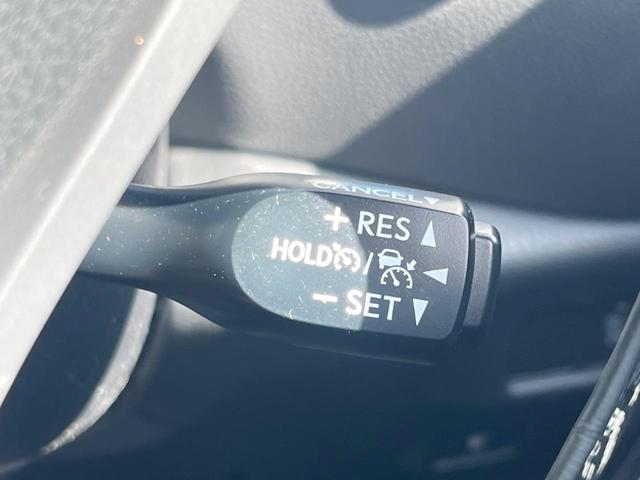 CANCEL
+ RES
HOLD /
− SET